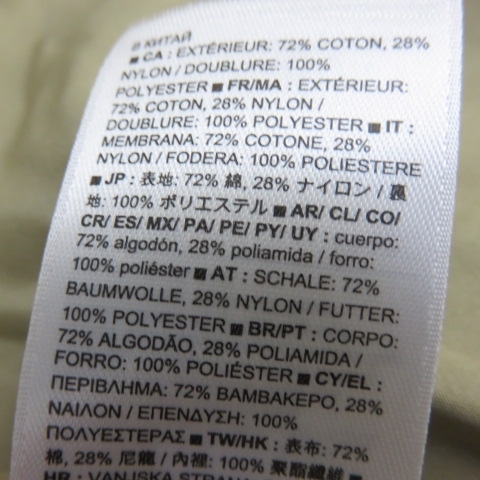 В КИТАЙ
■ CA : EXTÉRIEUR: 72% COTON, 28%
NYLON / DOUBLURE: 100%
POLYESTER ■ FR/MA : EXTÉRIEUR:
72% COTON, 28% NYLON /
DOUBLURE: 100% POLYESTER ■ IT :
MEMBRANA: 72% COTONE, 28%
NYLON / FODERA: 100% POLIESTERE
■ JP : 表地: 72% 綿, 28% ナイロン / 裏
地: 100% ポリエステル ■ AR/ CL/ CO/
CR/ ES/ MX/ PA/ PE/ PY/ UY : cuerpo:
72% algodón, 28% poliamida / forro:
100% poliéster ■ AT : SCHALE: 72%
BAUMWOLLE, 28% NYLON / FUTTER:
100% POLYESTER ■ BR/PT : CORPO:
72% ALGODÃO, 28% POLIAMIDA /
FORRO: 100% POLIÉSTER ■ CY/EL :
ΠΕΡΙΒΛΗΜΑ: 72% ΒΑΜΒΑΚΕΡΟ, 28%
ΝΑΙΛΟΝ / ΕΠΕΝΔΥΣΗ: 100%
ΠΟΛΥΕΣΤΕΡΑΣ ■ TW/HK : 表布: 72%
棉, 28% 尼龍 / 內裡: 100% 聚酯纖維 ■
HR : VANJSKA STRANA